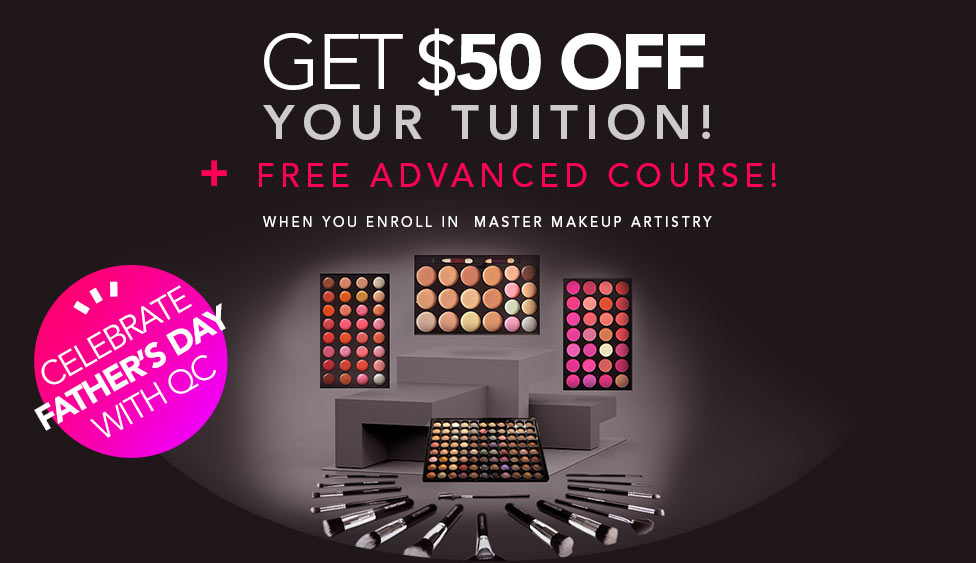 GET $50 OFF
YOUR TUITION!
+ FREE ADVANCED COURSE!
WHEN YOU ENROLL IN MASTER MAKEUP ARTISTRY
CELEBRATE
FATHER'S DAY
WITH QC